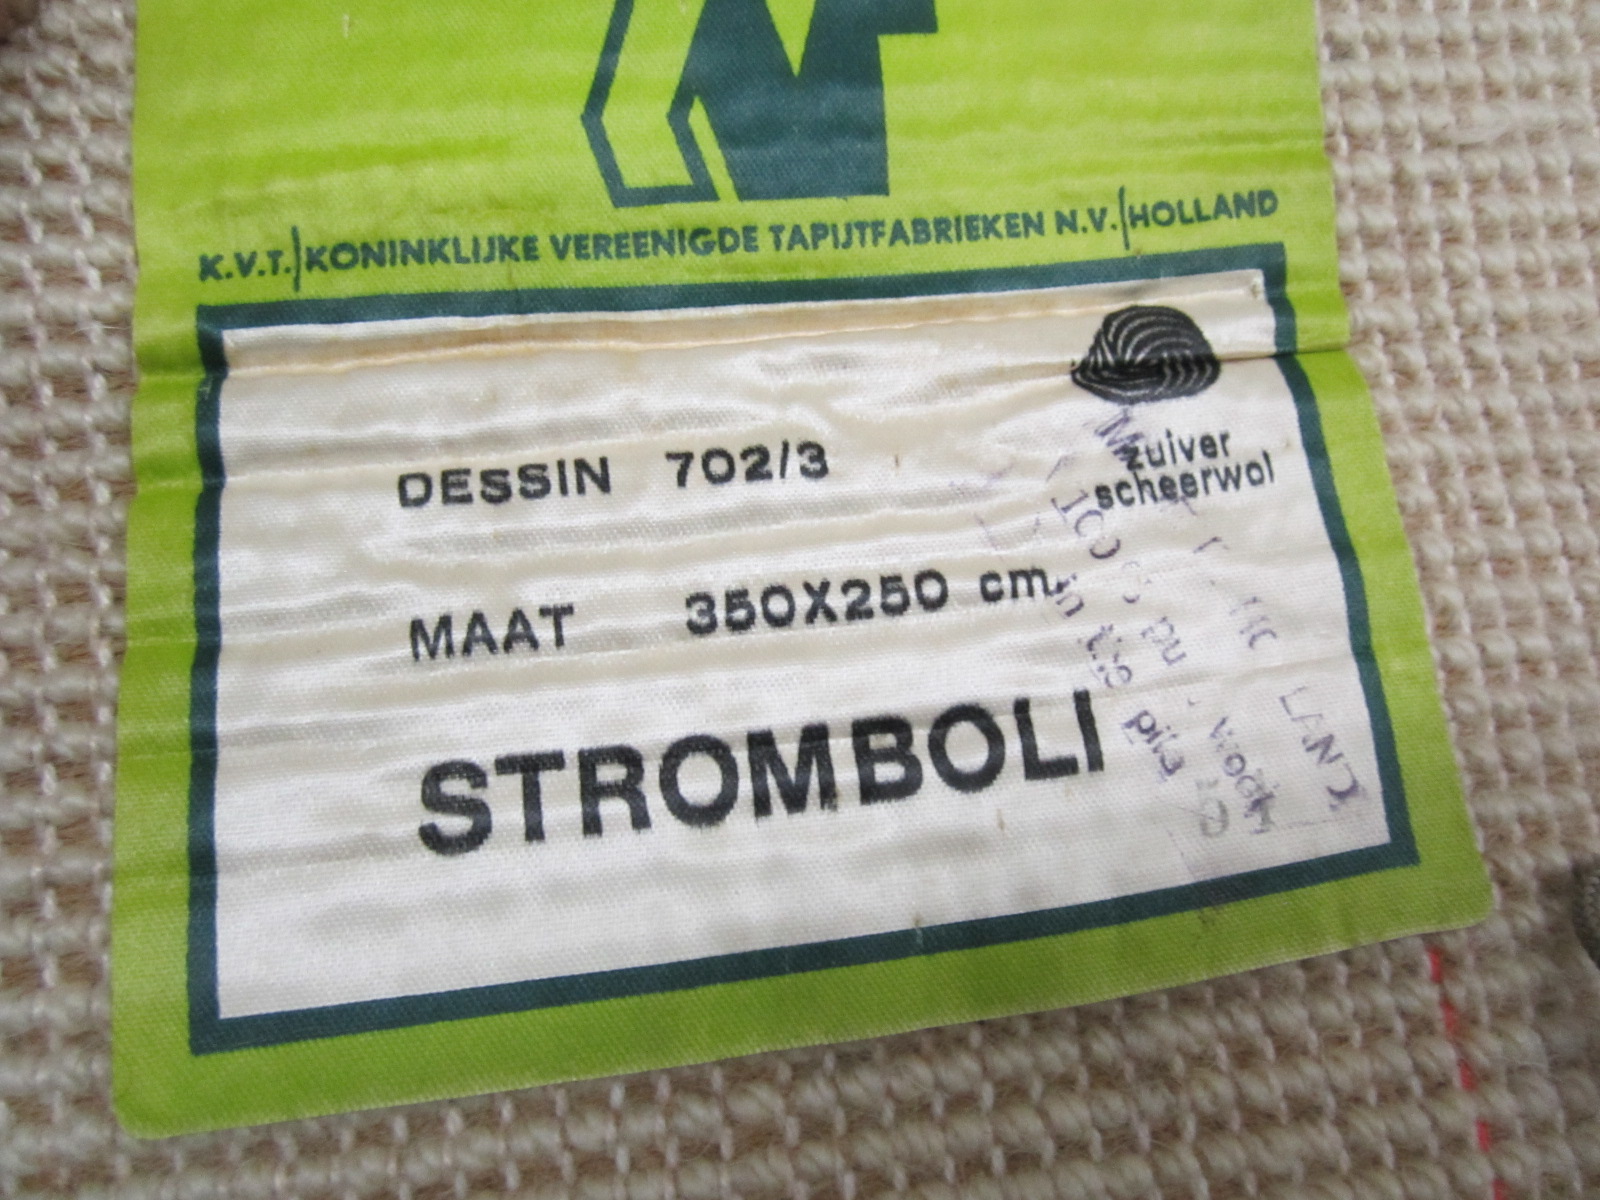 K.V.T. | KONINKLIJKE VEREENIGDE TAPIJTFABRIEKEN N.V. | HOLLAND
zuiver
scheerwol
DESSIN 702/3
MAAT 350X250 cm.
STROMBOLI